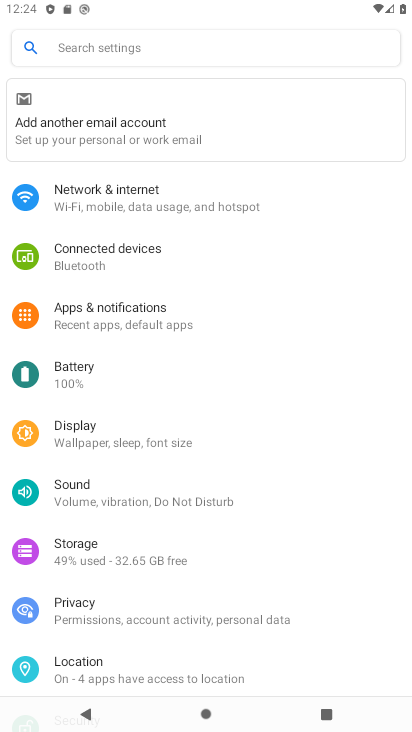 12:24
Search settings
Add another email account
Set up your personal or work email
Network & internet
Wi-Fi, mobile, data usage, and hotspot
Connected devices
Bluetooth
Apps & notifications
Recent apps, default apps
Battery
100%
Display
Wallpaper, sleep, font size
Sound
Volume, vibration, Do Not Disturb
Storage
49% used - 32.65 GB free
Privacy
Permissions, account activity, personal data
Location
On - 4 apps have access to location
Security